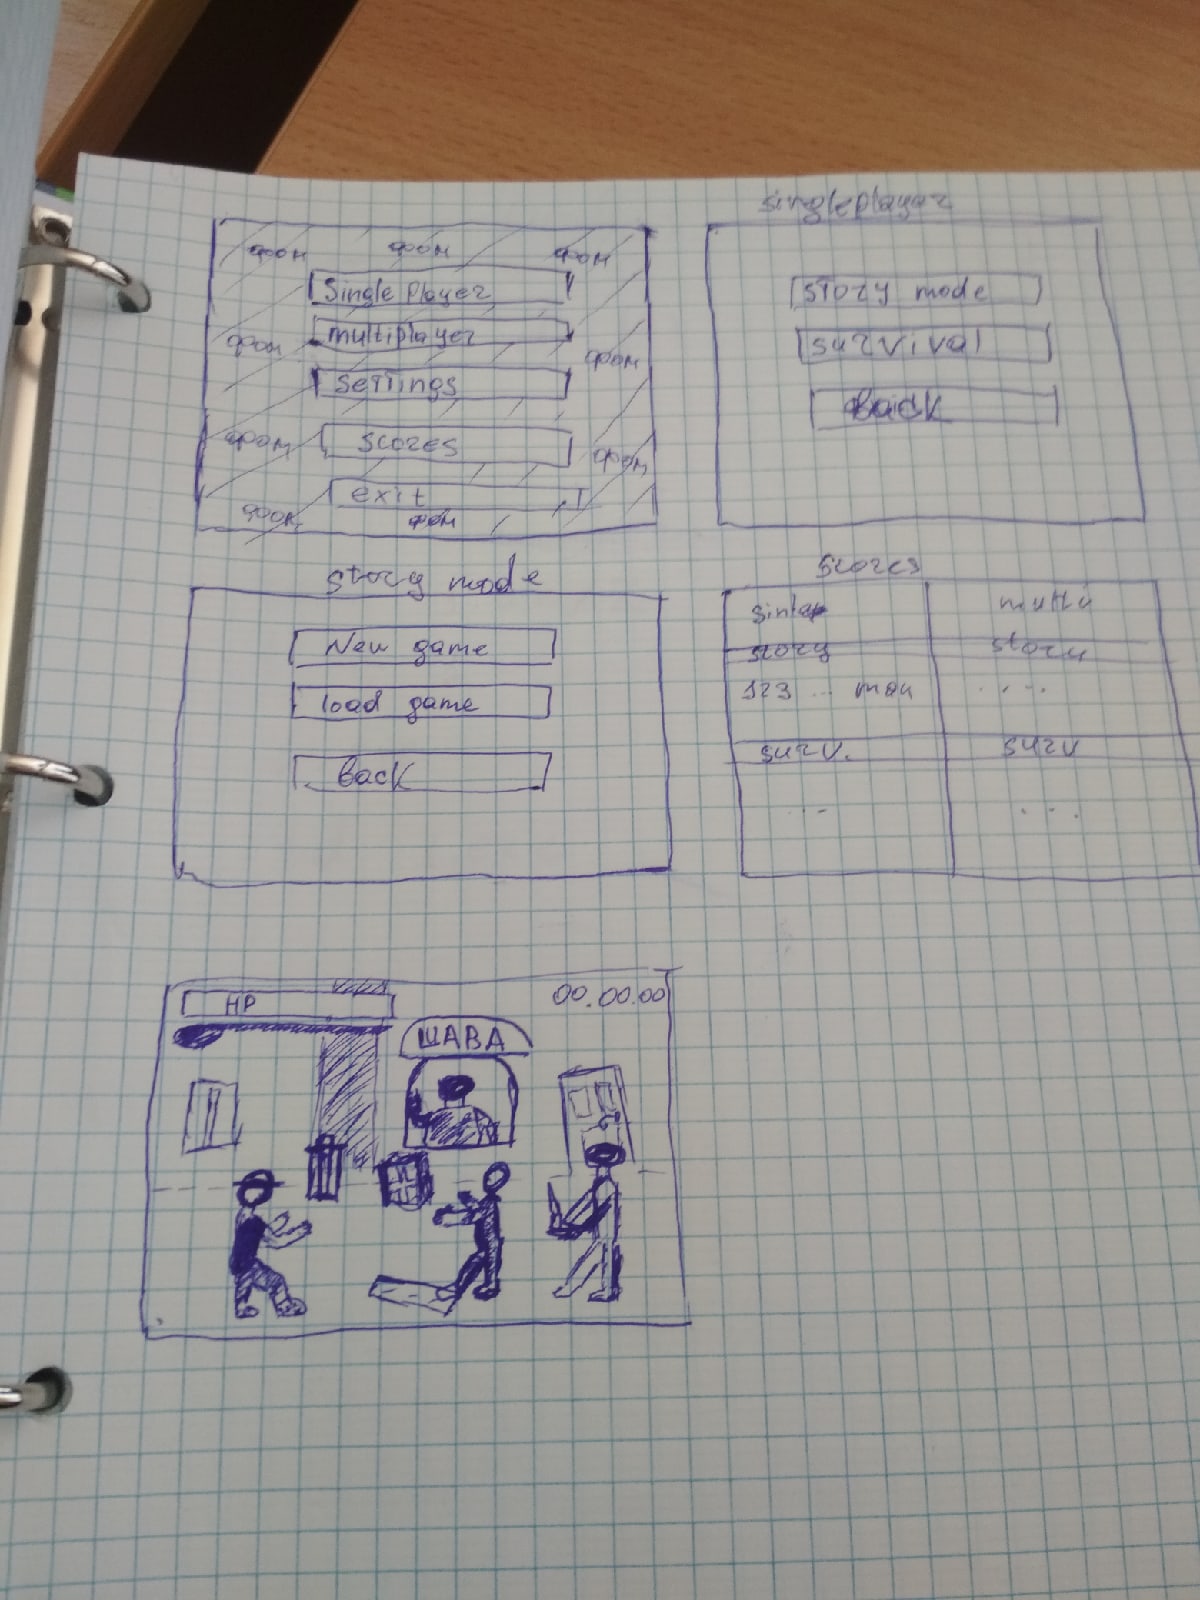 фон фон фон
Single Player
multiplayer
фон
фон
settings
фон
scores
фон
exit
фон
фон
singleplayer
story mode
survival
back
story mode
New game
load game
back
scores
multi
story
story
123 ...
....
surv.
surv
...
...
HP
00.00.00
ШАВА